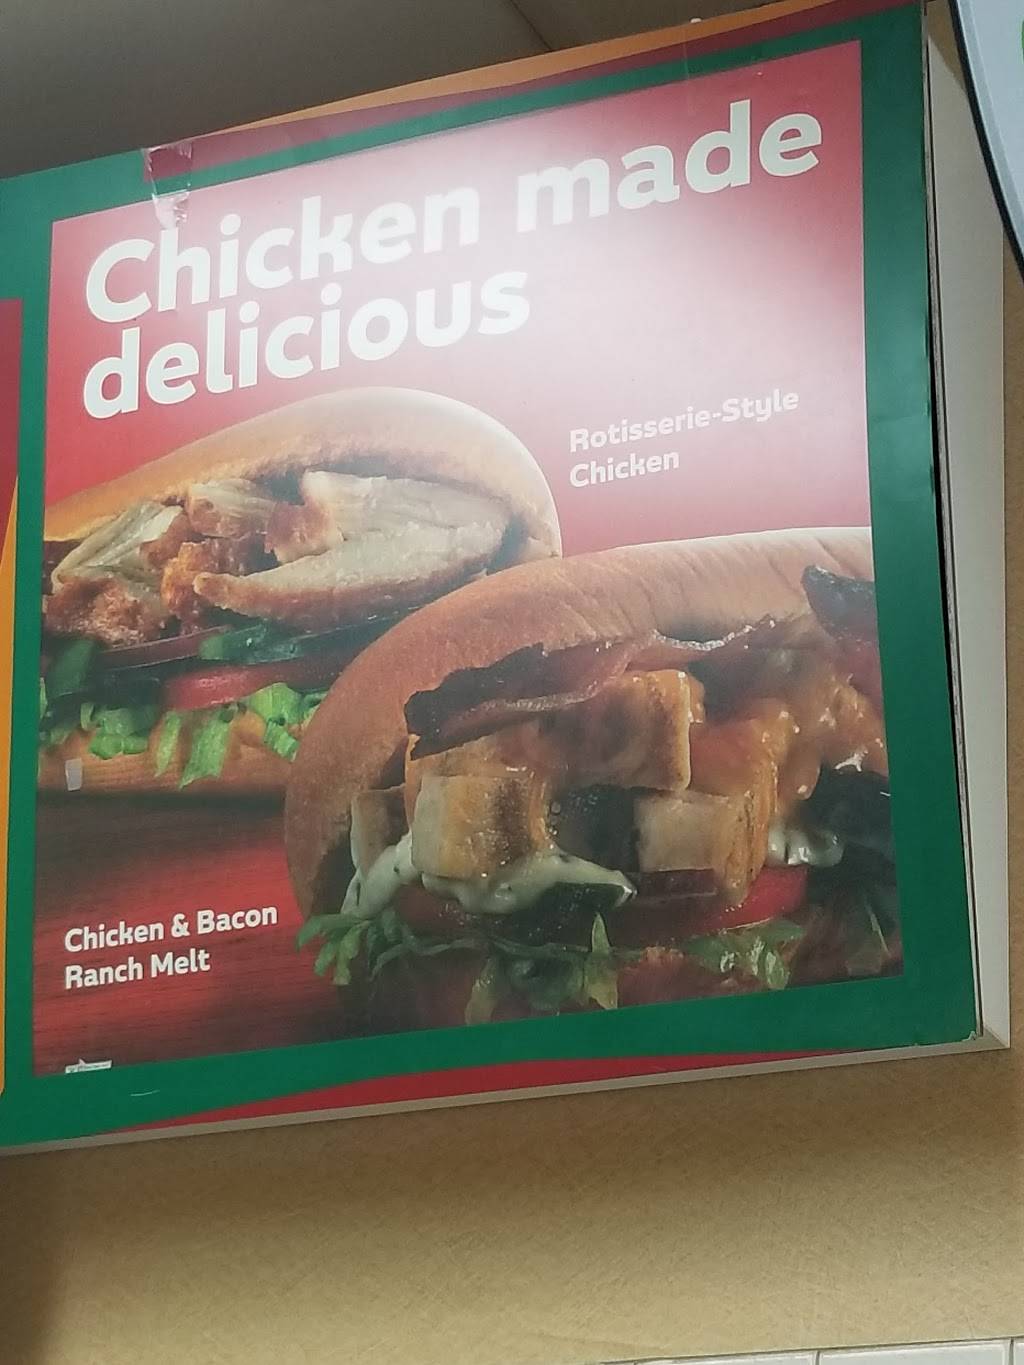 Chicken made
delicious
Rotisserie-Style
Chicken
Chicken & Bacon
Ranch Melt